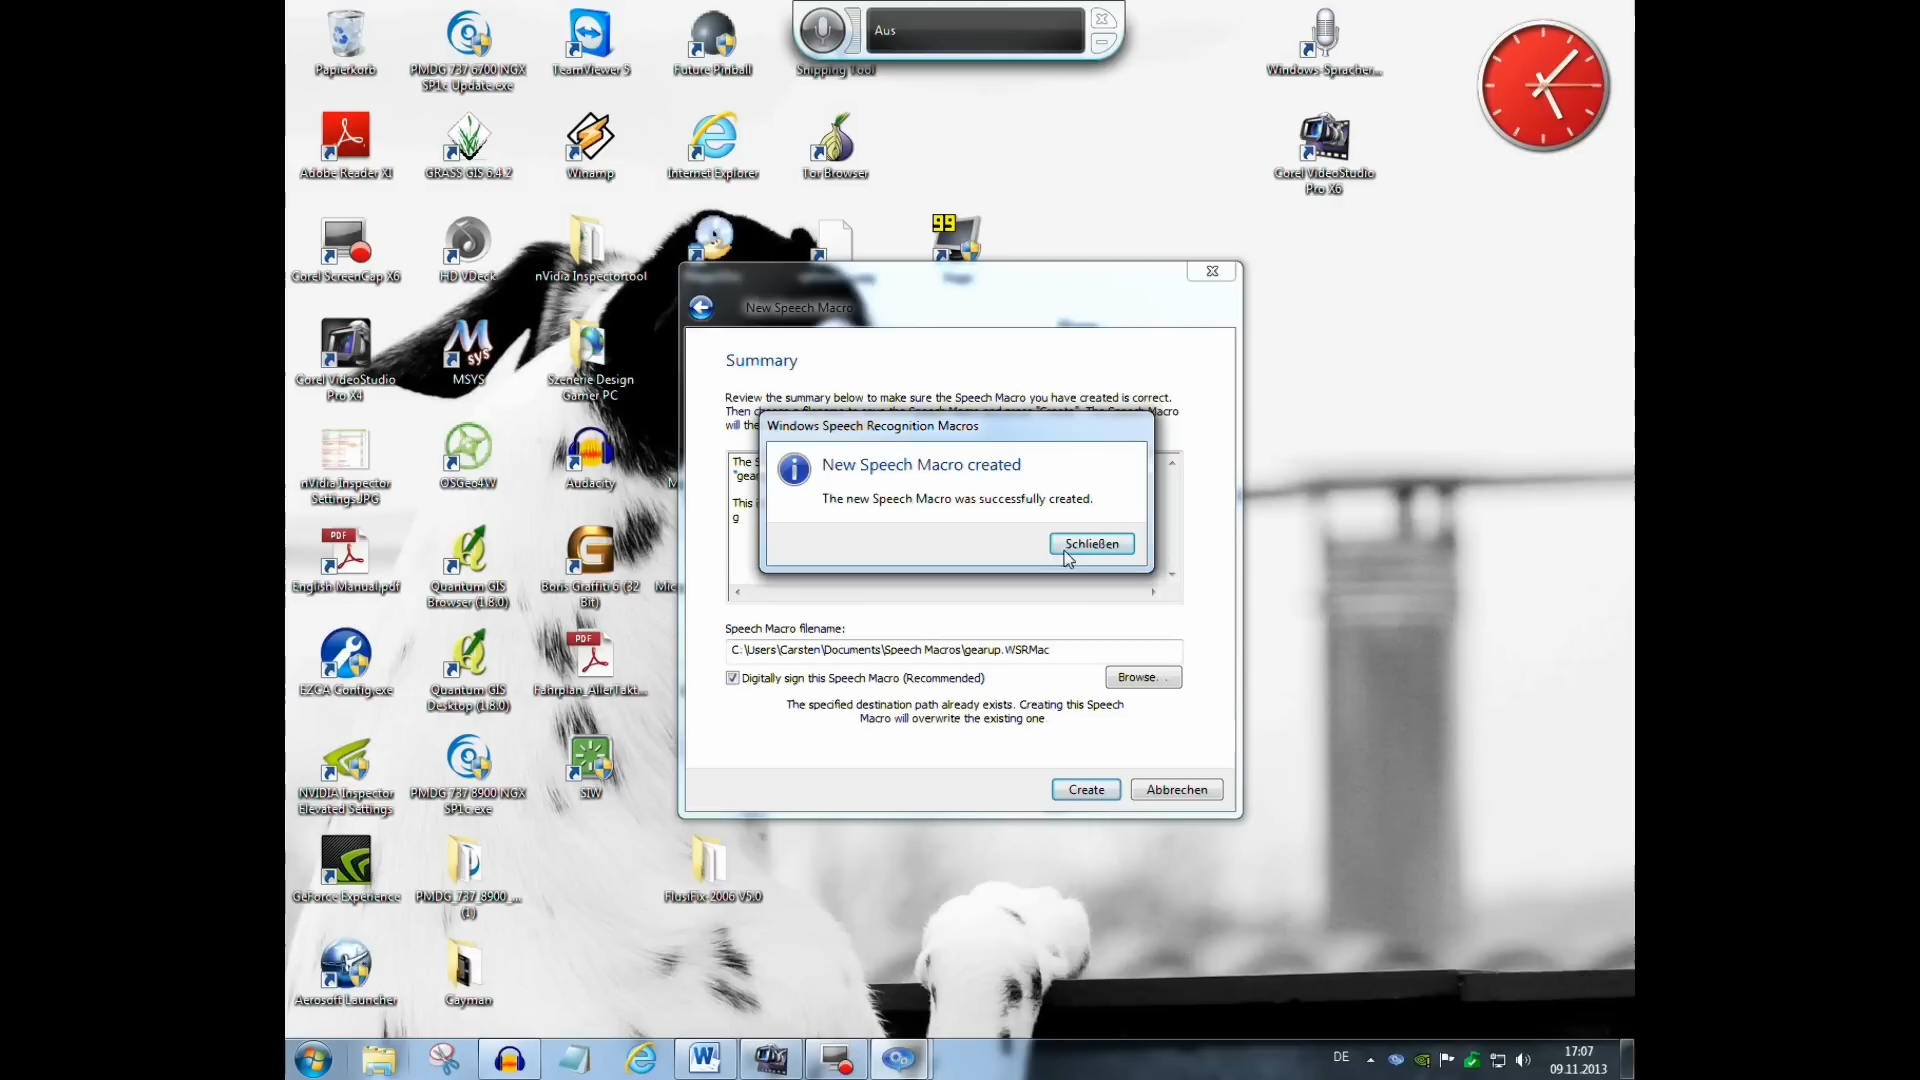 Aus
Papierkorb
PMDG 737 6700 NGX
SP1c Update.exe
TeamViewer 5
Future Pinball
Snipping Tool
Windows-Spracher...
Adobe Reader XI
GRASS GIS 6.4.2
Winamp
Internet Explorer
Tor Browser
Corel VideoStudio
Pro X6
99
Corel ScreenCap X6
HD VDeck
nVidia Inspectortool
New Speech Macro
Summary
Review the summary below to make sure the Speech Macro you have created is correct.
Corel VideoStudio
Pro X4
MSYS
Szenerie Design
Gamer PC
Windows Speech Recognition Macros
New Speech Macro created
The new Speech Macro was successfully created.
Schließen
nVidia Inspector
Settings.JPG
OSGeo4W
Audacity
English Manual.pdf
Quantum GIS
Browser (1.8.0)
Boris Graffiti 6 (32
Bit)
Speech Macro filename:
C:\Users\Carsten\Documents\Speech Macros\gearup.WSRMac
Digitally sign this Speech Macro (Recommended)
Browse...
The specified destination path already exists. Creating this Speech
Macro will overwrite the existing one
EZCA Config.exe
Quantum GIS
Desktop (1.8.0)
Fahrplan_AllerTakt...
NVIDIA Inspector
Elevated Settings
PMDG 737 8900 NGX
SP1c.exe
SIW
Create
Abbrechen
GeForce Experience
PMDG_737_8900_...
(1)
FlusiFix 2006 V5.0
Aerosoft Launcher
Cayman
DE
17:07
09.11.2013